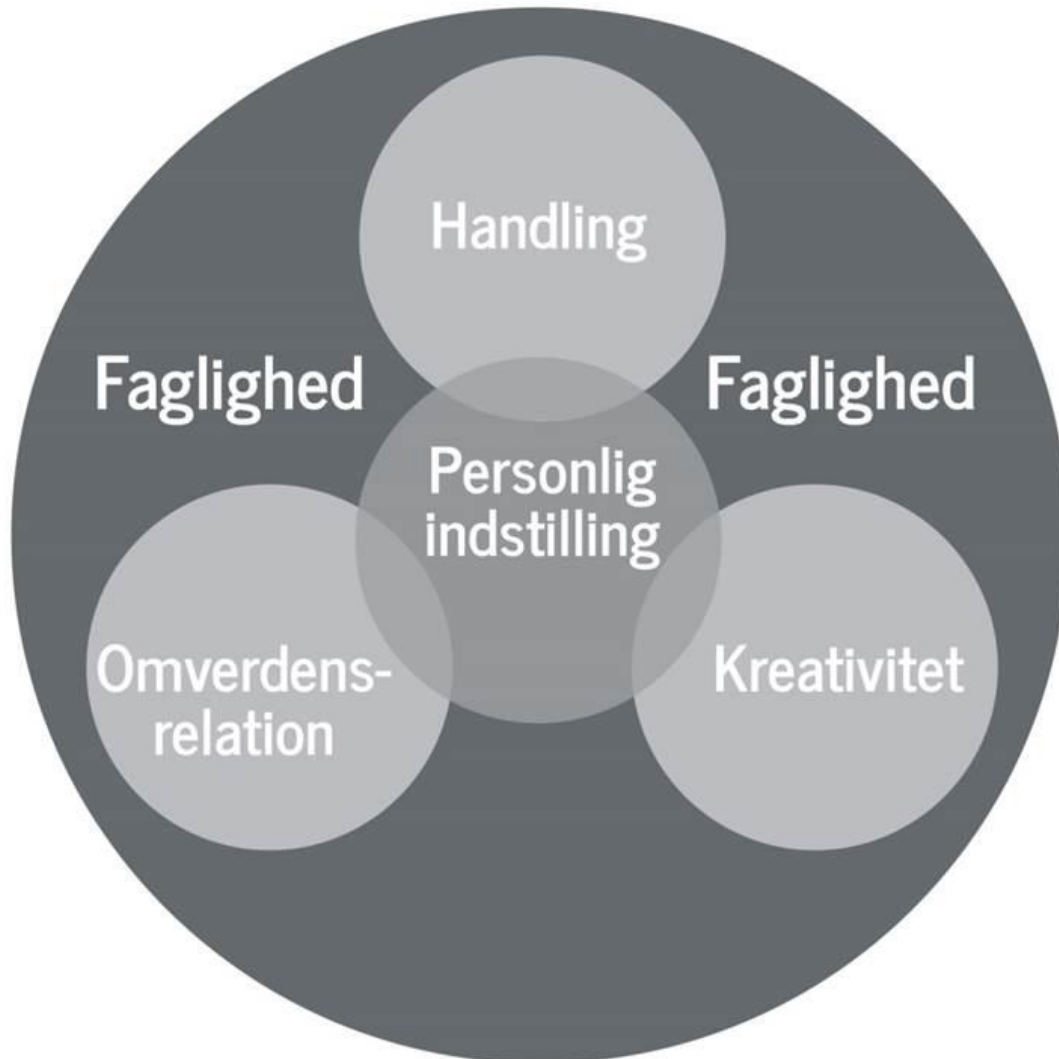 Handling
Faglighed
Faglighed
Personlig
indstilling
Omverdens-
relation
Kreativitet